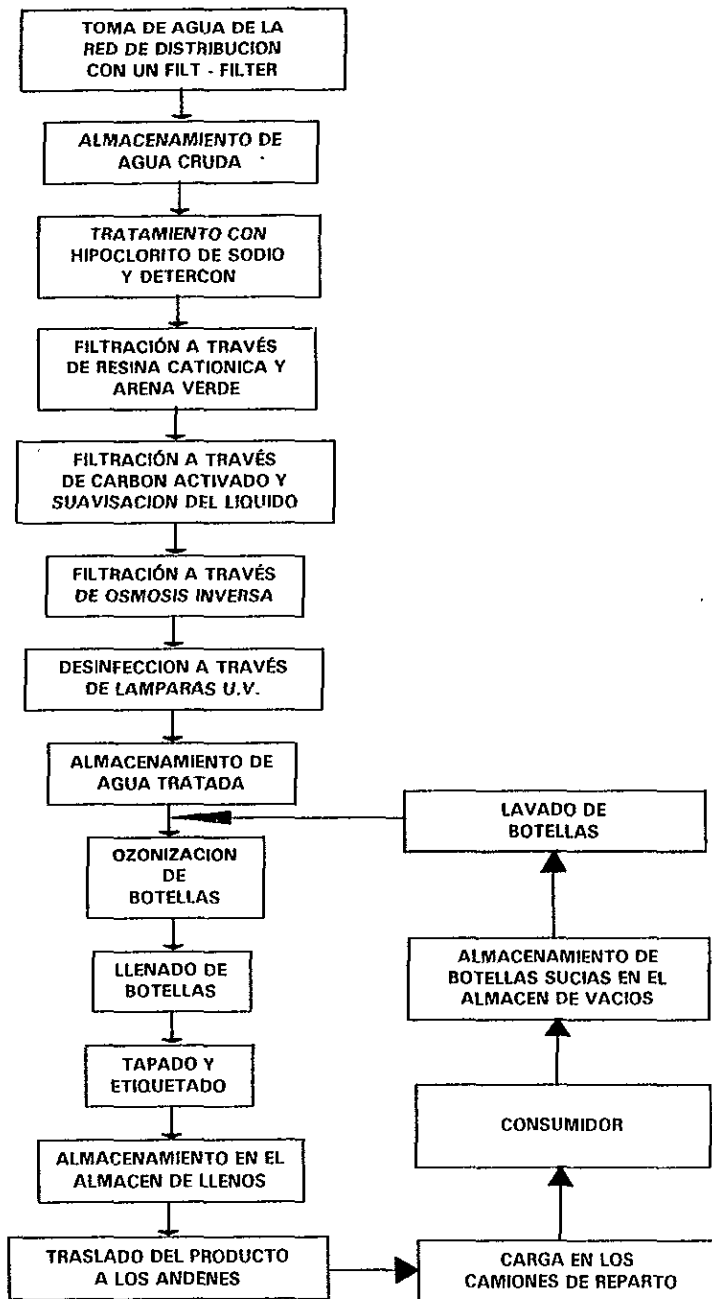 TOMA DE AGUA DE LA
RED DE DISTRIBUCION
CON UN FILT - FILTER
ALMACENAMIENTO DE
AGUA CRUDA
TRATAMIENTO CON
HIPOCLORITO DE SODIO
Y DETERCON
FILTRACIÓN A TRAVÉS
DE RESINA CATIONICA Y
ARENA VERDE
FILTRACIÓN A TRAVÉS
DE CARBON ACTIVADO Y
SUAVISACION DEL LIQUIDO
FILTRACIÓN A TRAVÉS
DE OSMOSIS INVERSA
DESINFECCION A TRAVÉS
DE LAMPARAS U.V.
ALMACENAMIENTO DE
AGUA TRATADA
OZONIZACION
DE
BOTELLAS
LLENADO DE
BOTELLAS
TAPADO Y
ETIQUETADO
ALMACENAMIENTO EN EL
ALMACEN DE LLENOS
TRASLADO DEL PRODUCTO
A LOS ANDENES
CARGA EN LOS
CAMIONES DE REPARTO
CONSUMIDOR
ALMACENAMIENTO DE
BOTELLAS SUCIAS EN EL
ALMACEN DE VACIOS
LAVADO DE
BOTELLAS